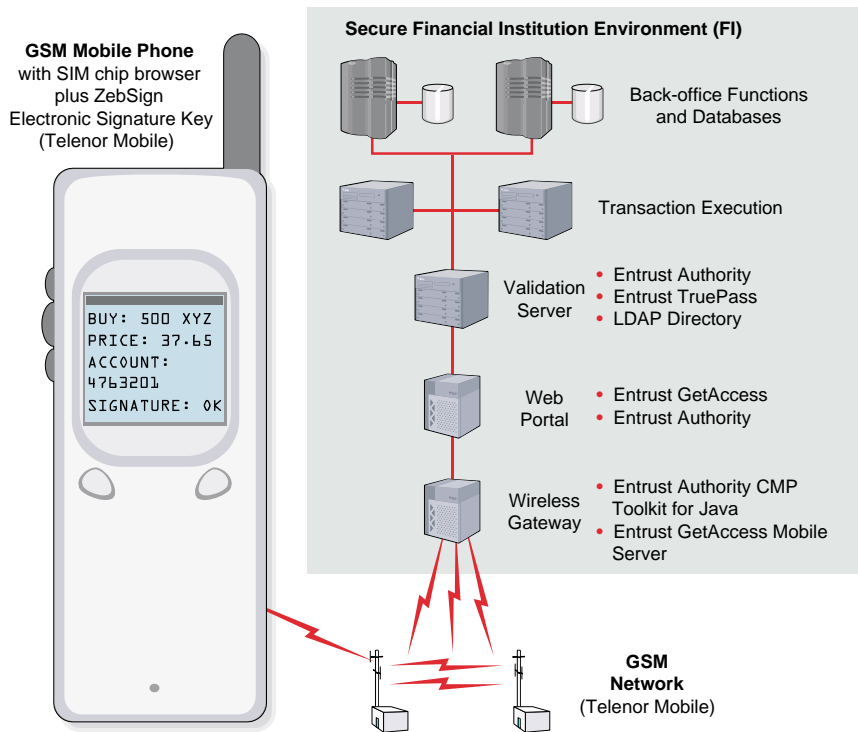 GSM Mobile Phone
with SIM chip browser
plus ZebSign
Electronic Signature Key
(Telenor Mobile)
BUY: 500 XYZ
PRICE: 37.65
ACCOUNT:
4763201
SIGNATURE: OK
Secure Financial Institution Environment (FI)
Back-office Functions
and Databases
Transaction Execution
Validation
Server
• Entrust Authority
• Entrust TruePass
• LDAP Directory
Web
Portal
• Entrust GetAccess
• Entrust Authority
Wireless
Gateway
• Entrust Authority CMP
Toolkit for Java
• Entrust GetAccess Mobile
Server
GSM
Network
(Telenor Mobile)